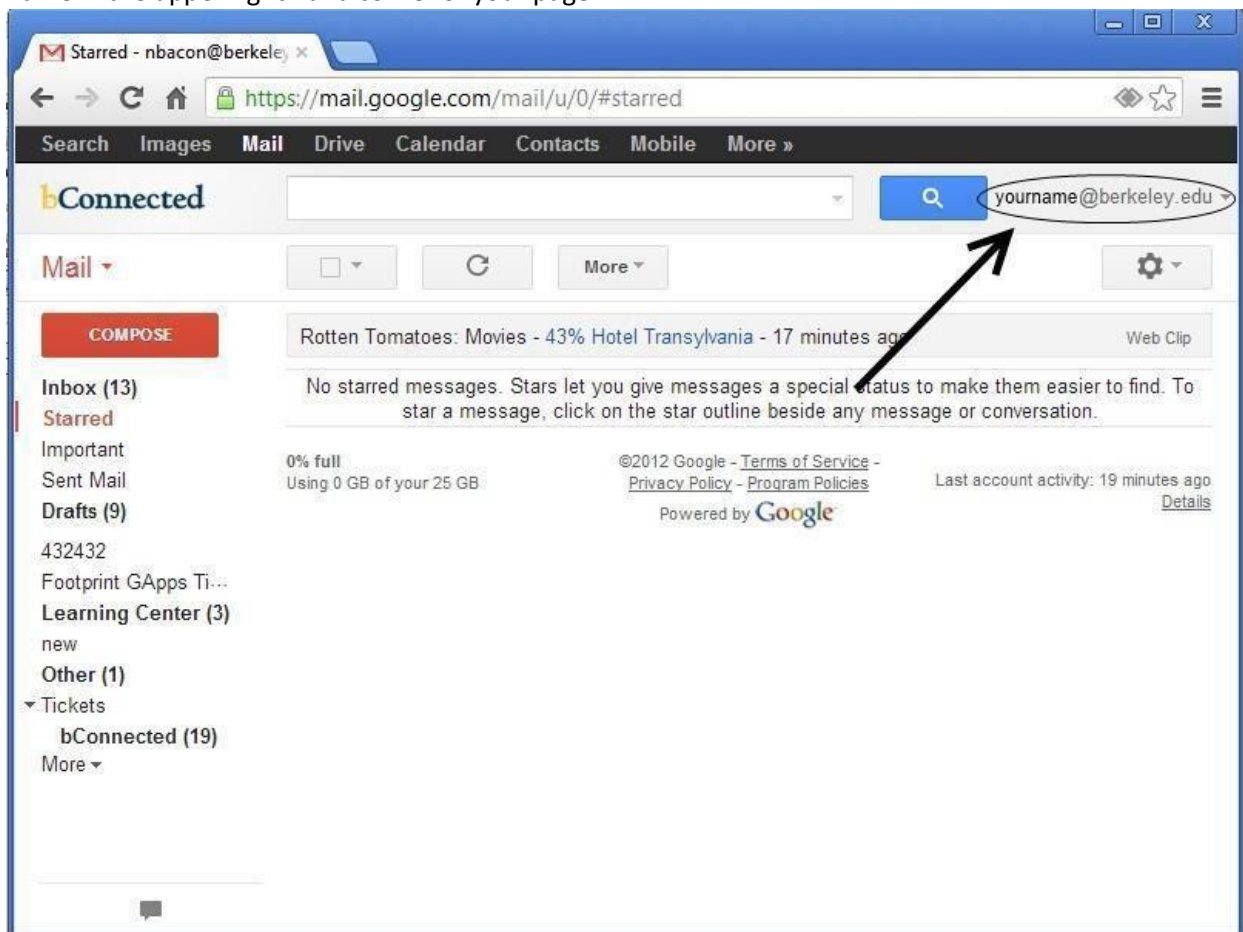 Starred - nbacon@berkeley
https://mail.google.com/mail/u/0/#starred
Search Images Mail Drive Calendar Contacts Mobile More »
bConnected
yourname@berkeley.edu
Mail
More
COMPOSE
Rotten Tomatoes: Movies - 43% Hotel Transylvania - 17 minutes ago
Web Clip
Inbox (13)
Starred
Important
Sent Mail
Drafts (9)
432432
Footprint GApps Ti...
Learning Center (3)
new
Other (1)
Tickets
bConnected (19)
More
No starred messages. Stars let you give messages a special status to make them easier to find. To
star a message, click on the star outline beside any message or conversation.
0% full
Using 0 GB of your 25 GB
©2012 Google - Terms of Service -
Privacy Policy - Program Policies
Powered by Google
Last account activity: 19 minutes ago
Details